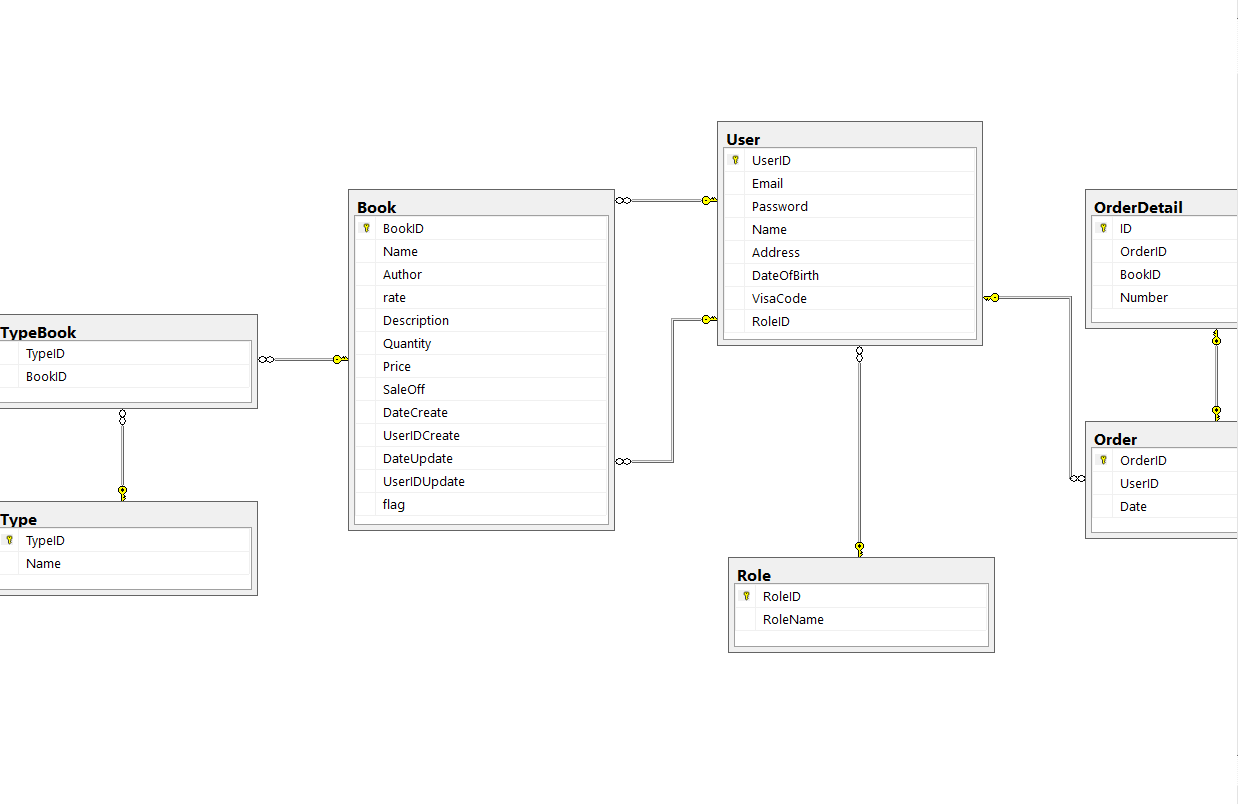 TypeBook
TypeID
BookID
Type
TypeID
Name
Book
BookID
Name
Author
rate
Description
Quantity
Price
SaleOff
DateCreate
UserIDCreate
DateUpdate
UserIDUpdate
flag
User
UserID
Email
Password
Name
Address
DateOfBirth
VisaCode
RoleID
Role
RoleID
RoleName
OrderDetail
ID
OrderID
BookID
Number
Order
OrderID
UserID
Date